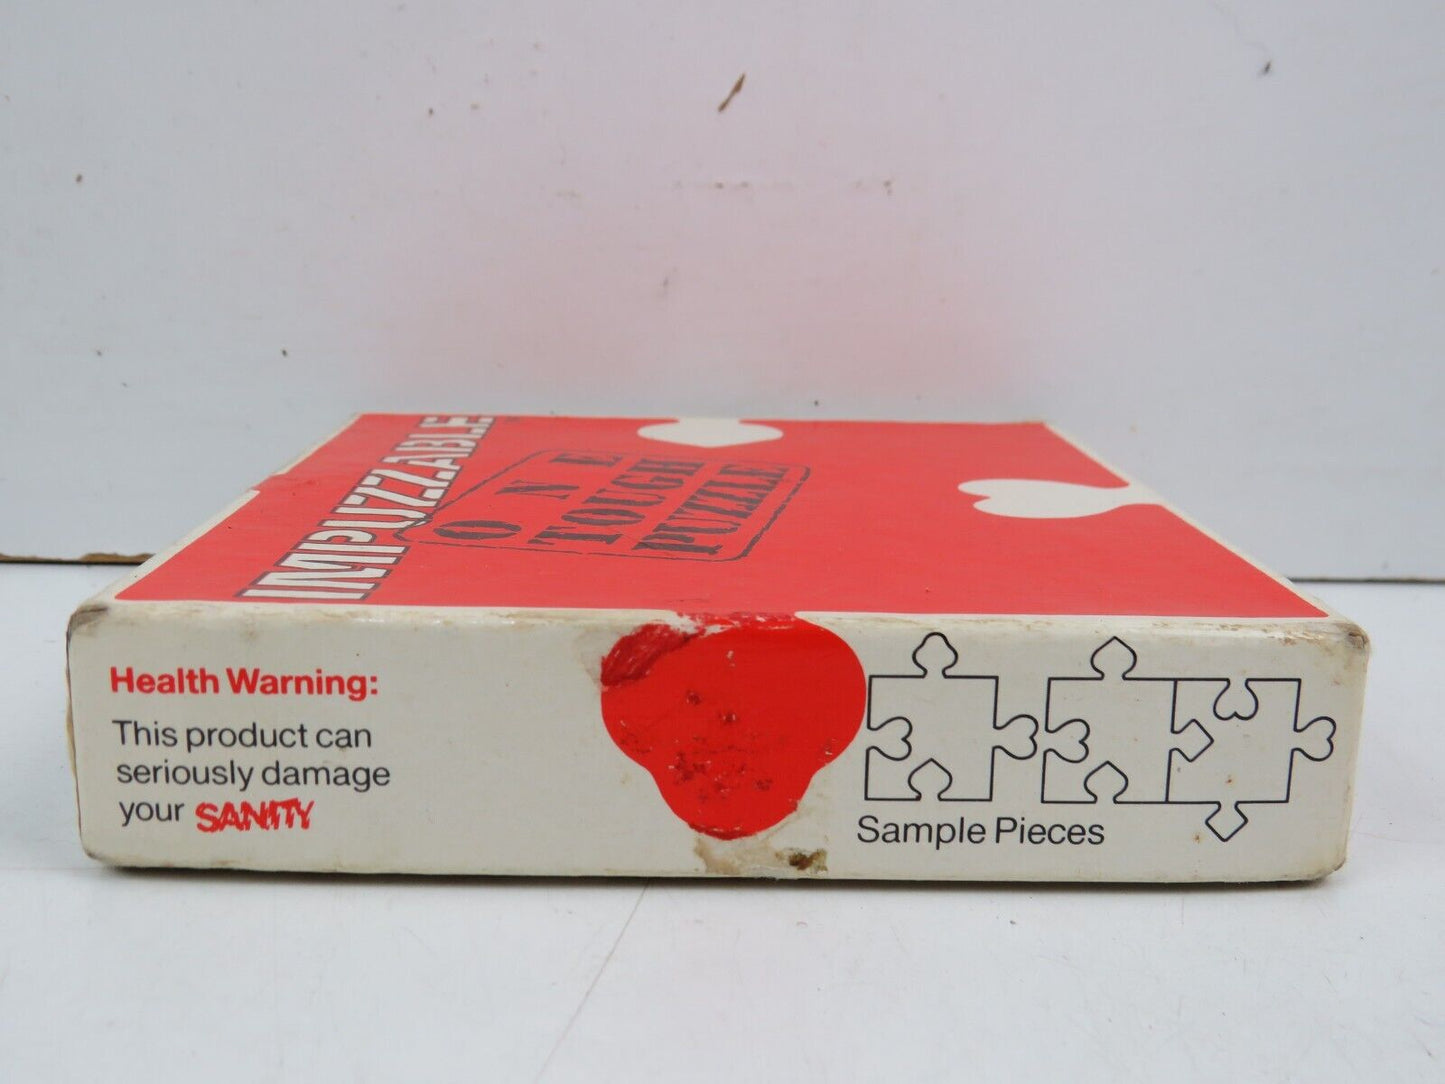 IMPUZZABLE
ONE
TOUGH
PUZZLE
Health Warning:
This product can
seriously damage
your SANITY
Sample Pieces